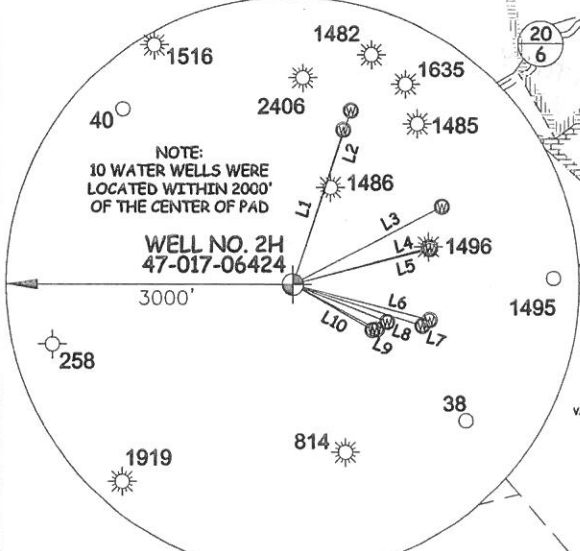 1482
20
6
1516
1635
2406
40
1485
NOTE:
10 WATER WELLS WERE
LOCATED WITHIN 2000'
OF THE CENTER OF PAD
L2
1486
L1
L3
WELL NO. 2H
47-017-06424
L4
1496
L5
3000'
1495
L6
L10
L8
L7
L9
258
38
814
1919